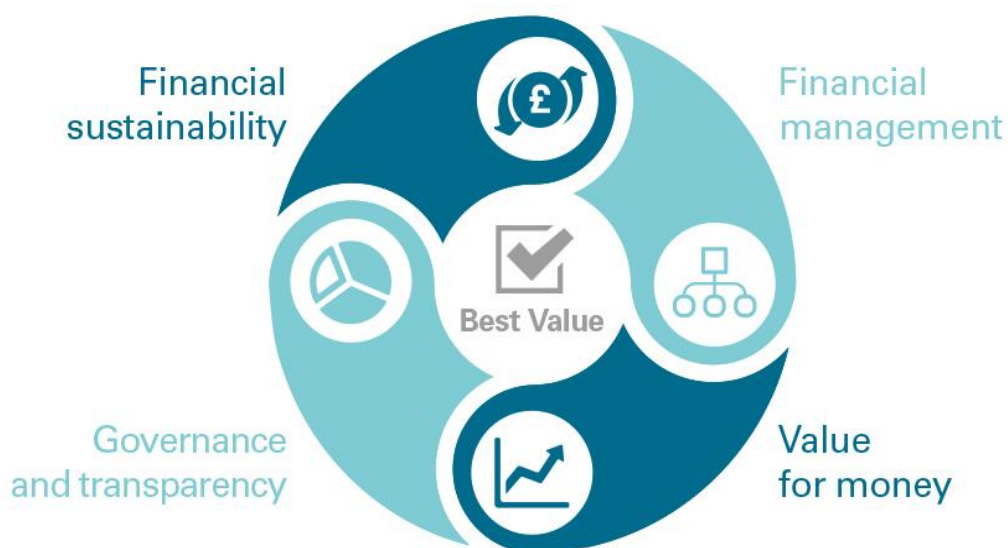 Financial
sustainability
Financial
management
£
Best Value
Governance
and transparency
Value
for money